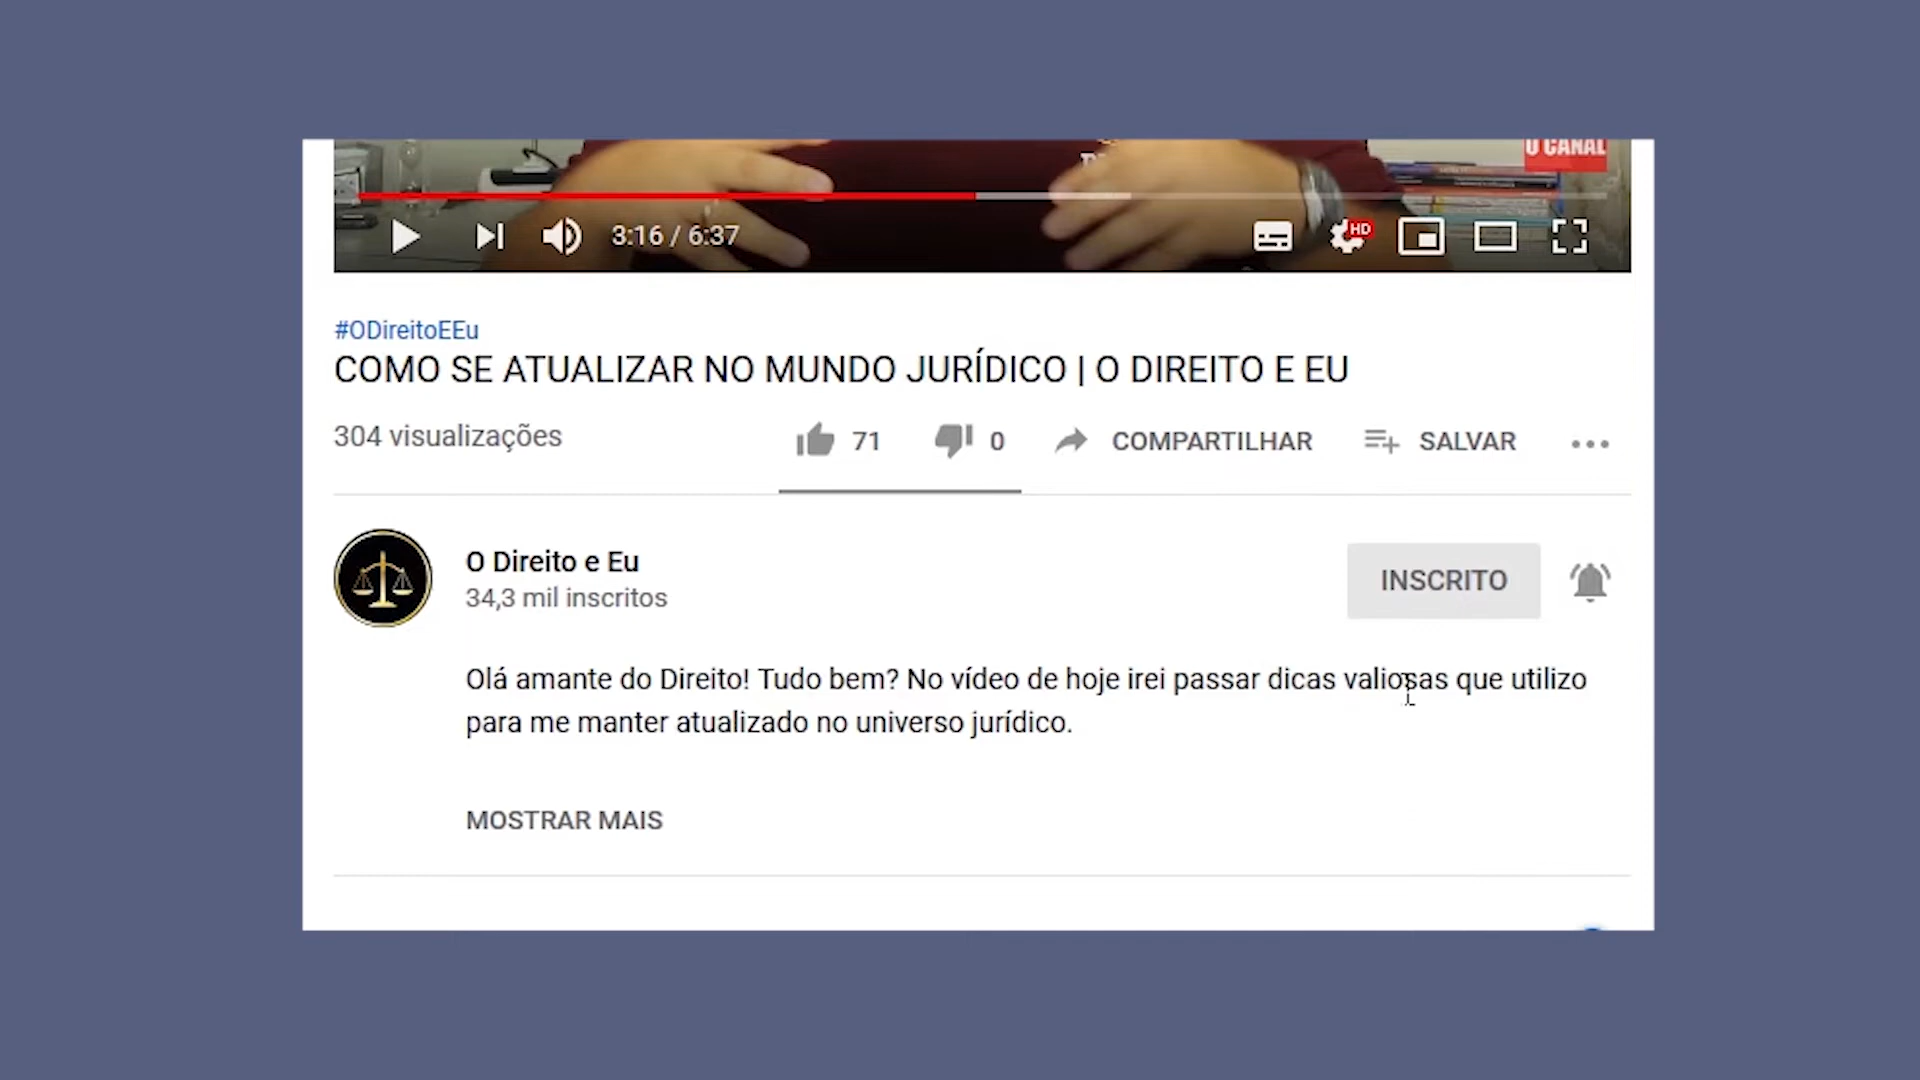 O CANAL
3:16 / 6:37
HD
#ODireitoEEu
COMO SE ATUALIZAR NO MUNDO JURÍDICO | O DIREITO E EU
304 visualizações
71
0
COMPARTILHAR
SALVAR
O Direito e Eu
34,3 mil inscritos
INSCRITO
Olá amante do Direito! Tudo bem? No vídeo de hoje irei passar dicas valiosas que utilizo
para me manter atualizado no universo jurídico.
MOSTRAR MAIS